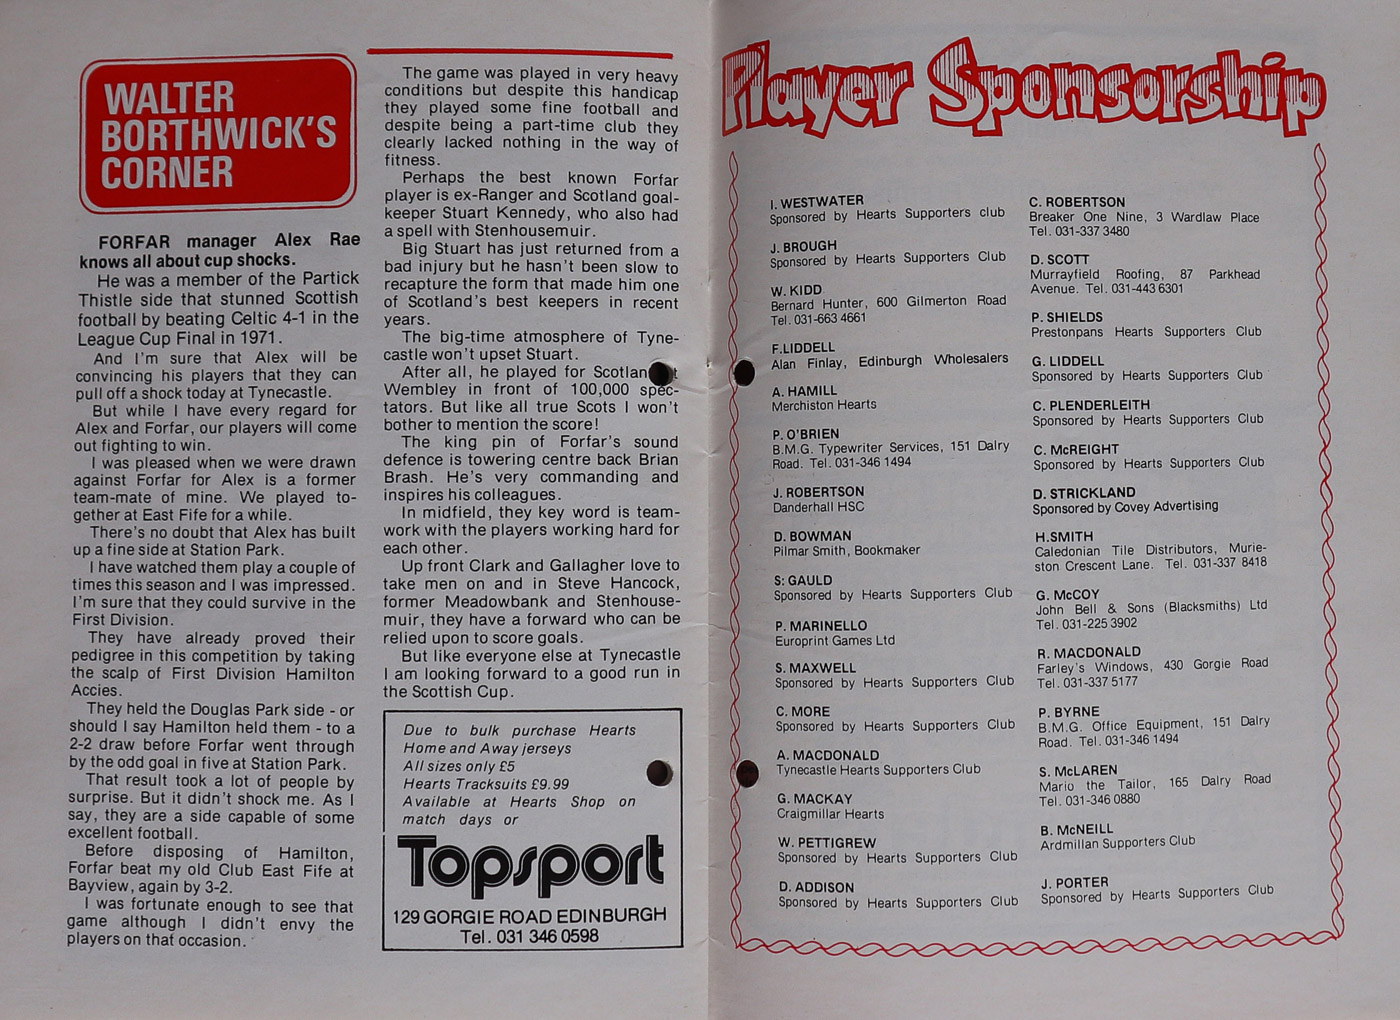 WALTER
BORTHWICK'S
CORNER
FORFAR manager Alex Rae
knows all about cup shocks.
He was a member of the Partick
Thistle side that stunned Scottish
football by beating Celtic 4-1 in the
League Cup Final in 1971.
And I'm sure that Alex will be
convincing his players that they can
pull off a shock today at Tynecastle.
But while I have every regard for
Alex and Forfar, our players will come
out fighting to win.
I was pleased when we were drawn
against Forfar for Alex is a former
team-mate of mine. We played to-
gether at East Fife for a while.
There's no doubt that Alex has built
up a fine side at Station Park.
I have watched them play a couple of
times this season and I was impressed.
I'm sure that they could survive in the
First Division.
They have already proved their
pedigree in this competition by taking
the scalp of First Division Hamilton
Accies.
They held the Douglas Park side - or
should I say Hamilton held them - to a
2-2 draw before Forfar went through
by the odd goal in five at Station Park.
That result took a lot of people by
surprise. But it didn't shock me. As I
say, they are a side capable of some
excellent football.
Before disposing of Hamilton,
Forfar beat my old Club East Fife at
Bayview, again by 3-2.
I was fortunate enough to see that
game although I didn't envy the
players on that occasion.
The game was played in very heavy
conditions but despite this handicap
they played some fine football and
despite being a part-time club they
clearly lacked nothing in the way of
fitness.
Perhaps the best known Forfar
player is ex-Ranger and Scotland goal-
keeper Stuart Kennedy, who also had
a spell with Stenhousemuir.
Big Stuart has just returned from a
bad injury but he hasn't been slow to
recapture the form that made him one
of Scotland's best keepers in recent
years.
The big-time atmosphere of Tyne-
castle won't upset Stuart.
After all, he played for
Wembley in front of 100,000 spec-
tators. But like all true Scots I won't
bother to mention the score!
The king pin of Forfar's sound
defence is towering centre back Brian
Brash. He's very commanding and
inspires his colleagues.
In midfield, they key word is team-
work with the players working hard for
each other.
Up front Clark and Gallagher love to
take men on and in Steve Hancock,
former Meadowbank and Stenhouse-
muir, they have a forward who can be
relied upon to score goals.
But like everyone else at Tynecastle
I am looking forward to a good run in
the Scottish Cup.
Due to bulk purchase Hearts
Home and Away jerseys
All sizes only £5
Hearts Tracksuits £9.99
Available at Hearts Shop on
match days or
Topsport
129 GORGIE ROAD EDINBURGH
Tel. 031 346 0598
Player Sponsorship
I. WESTWATER
Sponsored by Hearts Supporters club
J. BROUGH
Sponsored by Hearts Supporters Club
W. KIDD
Bernard Hunter, 600 Gilmerton Road
Tel. 031-663 4661
F. LIDDELL
Alan Finlay, Edinburgh Wholesalers
A. HAMILL
Merchiston Hearts
P. O'BRIEN
B.M.G. Typewriter Services, 151 Dalry
Road. Tel. 031-346 1494
J. ROBERTSON
Danderhall HSC
D. BOWMAN
Pilmar Smith, Bookmaker
S: GAULD
Sponsored by Hearts Supporters Club
P. MARINELLO
Europrint Games Ltd
S. MAXWELL
Sponsored by Hearts Supporters Club
C. MORE
Sponsored by Hearts Supporters Club
A. MACDONALD
Tynecastle Hearts Supporters Club
G. MACKAY
Craigmillar Hearts
W. PETTIGREW
Sponsored by Hearts Supporters Club
D. ADDISON
Sponsored by Hearts Supporters Club
C. ROBERTSON
Breaker One Nine, 3 Wardlaw Place
Tel. 031-337 3480
D. SCOTT
Murrayfield Roofing, 87 Parkhead
Avenue. Tel. 031-443 6301
P. SHIELDS
Prestonpans Hearts Supporters Club
G. LIDDELL
Sponsored by Hearts Supporters Club
C. PLENDERLEITH
Sponsored by Hearts Supporters Club
C. McREIGHT
Sponsored by Hearts Supporters Club
D. STRICKLAND
Sponsored by Covey Advertising
H. SMITH
Caledonian Tile Distributors, Murie-
ston Crescent Lane. Tel. 031-337 8418
G. McCOY
John Bell & Sons (Blacksmiths) Ltd
Tel. 031-225 3902
R. MACDONALD
Farley's Windows, 430 Gorgie Road
Tel. 031-337 5177
P. BYRNE
B.M.G. Office Equipment, 151 Dalry
Road. Tel. 031-346 1494
S. McLAREN
Mario the Tailor, 165 Dalry Road
Tel. 031-346 0880
B. McNEILL
Ardmillan Supporters Club
J. PORTER
Sponsored by Hearts Supporters Club